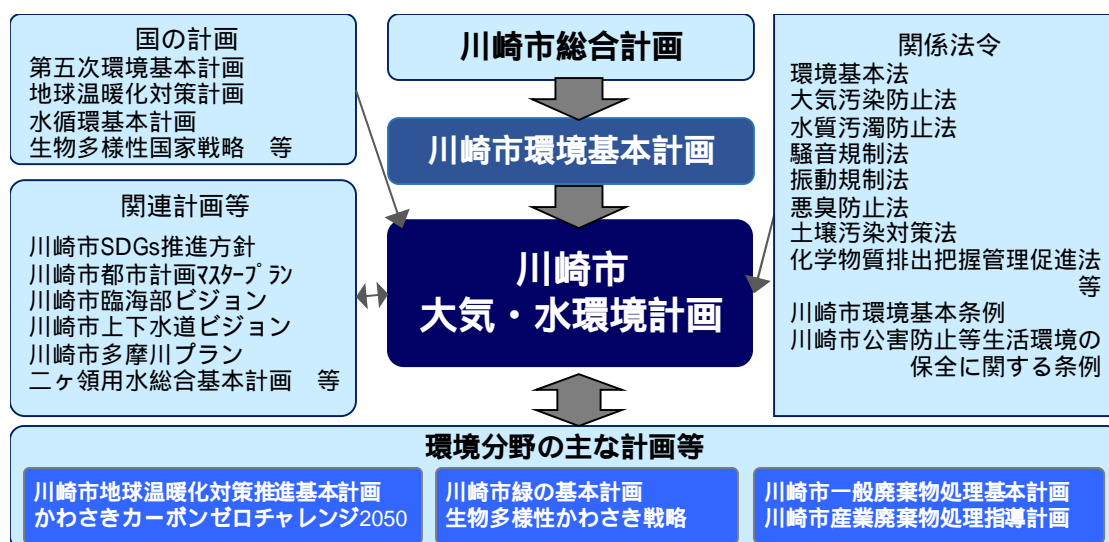 国の計画
第五次環境基本計画
地球温暖化対策計画
水循環基本計画
生物多様性国家戦略　等
関連計画等
川崎市SDGs推進方針
川崎市都市計画ﾏｽﾀｰﾌﾟﾗﾝ
川崎市臨海部ビジョン
川崎市上下水道ビジョン
川崎市多摩川プラン
二ヶ領用水総合基本計画　等
川崎市総合計画
川崎市環境基本計画
川崎市
大気・水環境計画
関係法令
環境基本法
大気汚染防止法
水質汚濁防止法
騒音規制法
振動規制法
悪臭防止法
土壌汚染対策法
化学物質排出把握管理促進法
等
川崎市環境基本条例
川崎市公害防止等生活環境の
保全に関する条例
環境分野の主な計画等
川崎市地球温暖化対策推進基本計画
かわさきカーボンゼロチャレンジ2050
川崎市緑の基本計画
生物多様性かわさき戦略
川崎市一般廃棄物処理基本計画
川崎市産業廃棄物処理指導計画